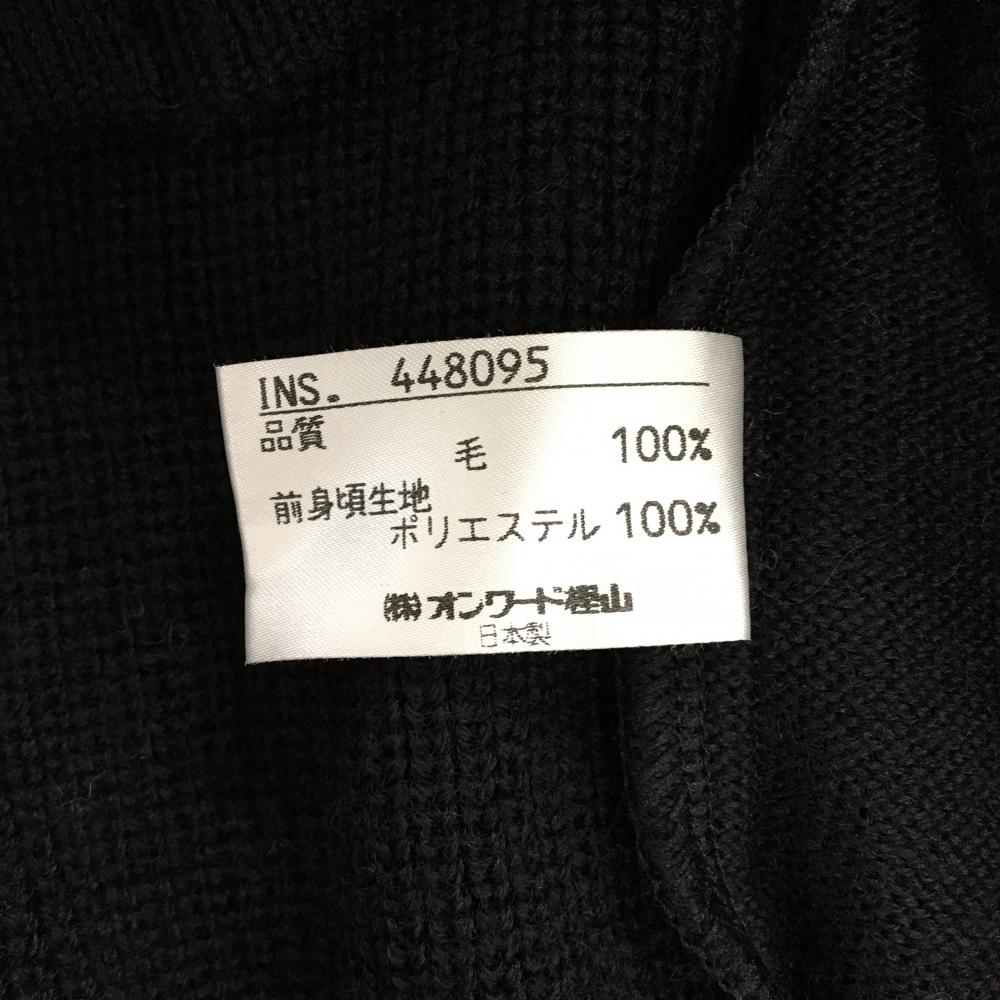 INS. 448095
品質
毛 100%
前身頃生地
ポリエステル 100%
㈱オンワード樫山
日本製